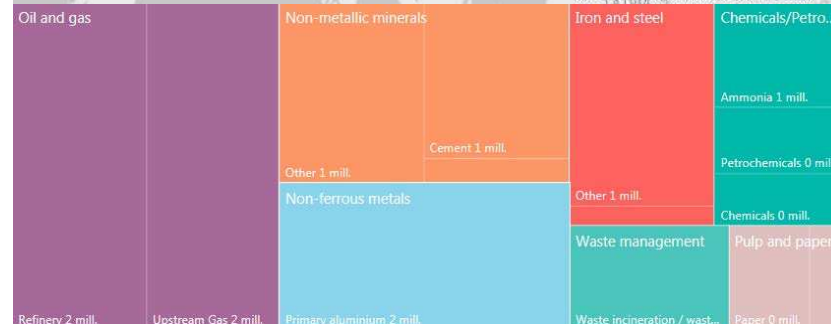 Oil and gas
Refinery 2 mill.
Upstream Gas 2 mill.
Non-metallic minerals
Other 1 mill.
Cement 1 mill.
Non-ferrous metals
Primary aluminium 2 mill.
Iron and steel
Other 1 mill.
Chemicals/Petro...
Ammonia 1 mill.
Petrochemicals 0 mil
Chemicals 0 mill.
Waste management
Waste incineration / wast...
Pulp and paper
Paper 0 mill.